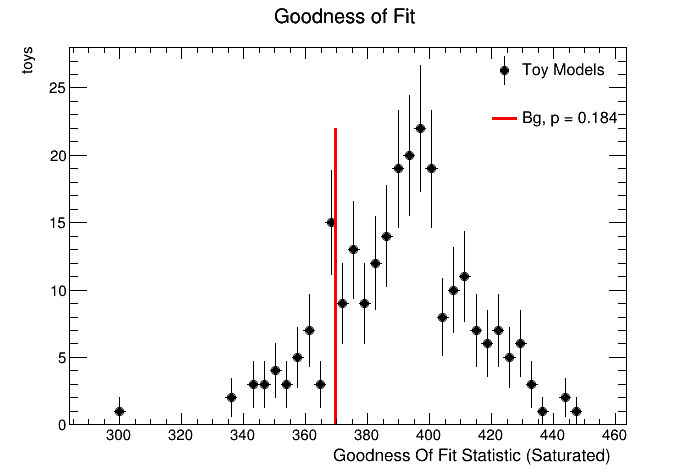 Goodness of Fit
toys
Toy Models
Bg, p = 0.184
25
20
15
10
5
0
300 320 340 360 380 400 420 440 460
Goodness Of Fit Statistic (Saturated)